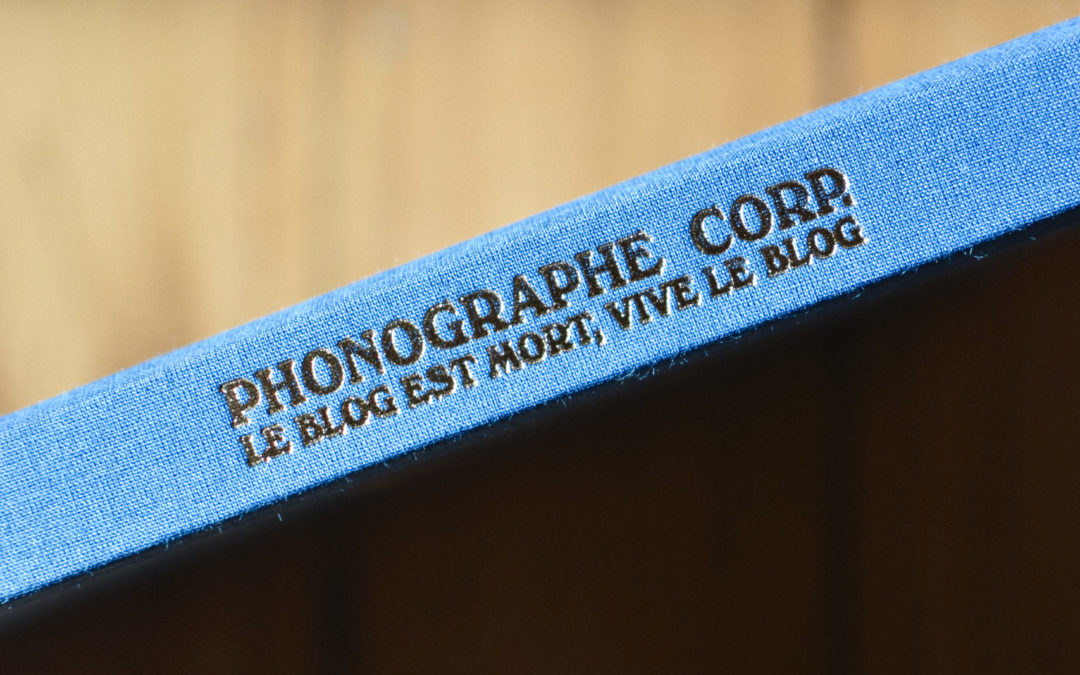 PHONOGRAPHE CORP.
LE BLOG EST MORT, VIVE LE BLOG